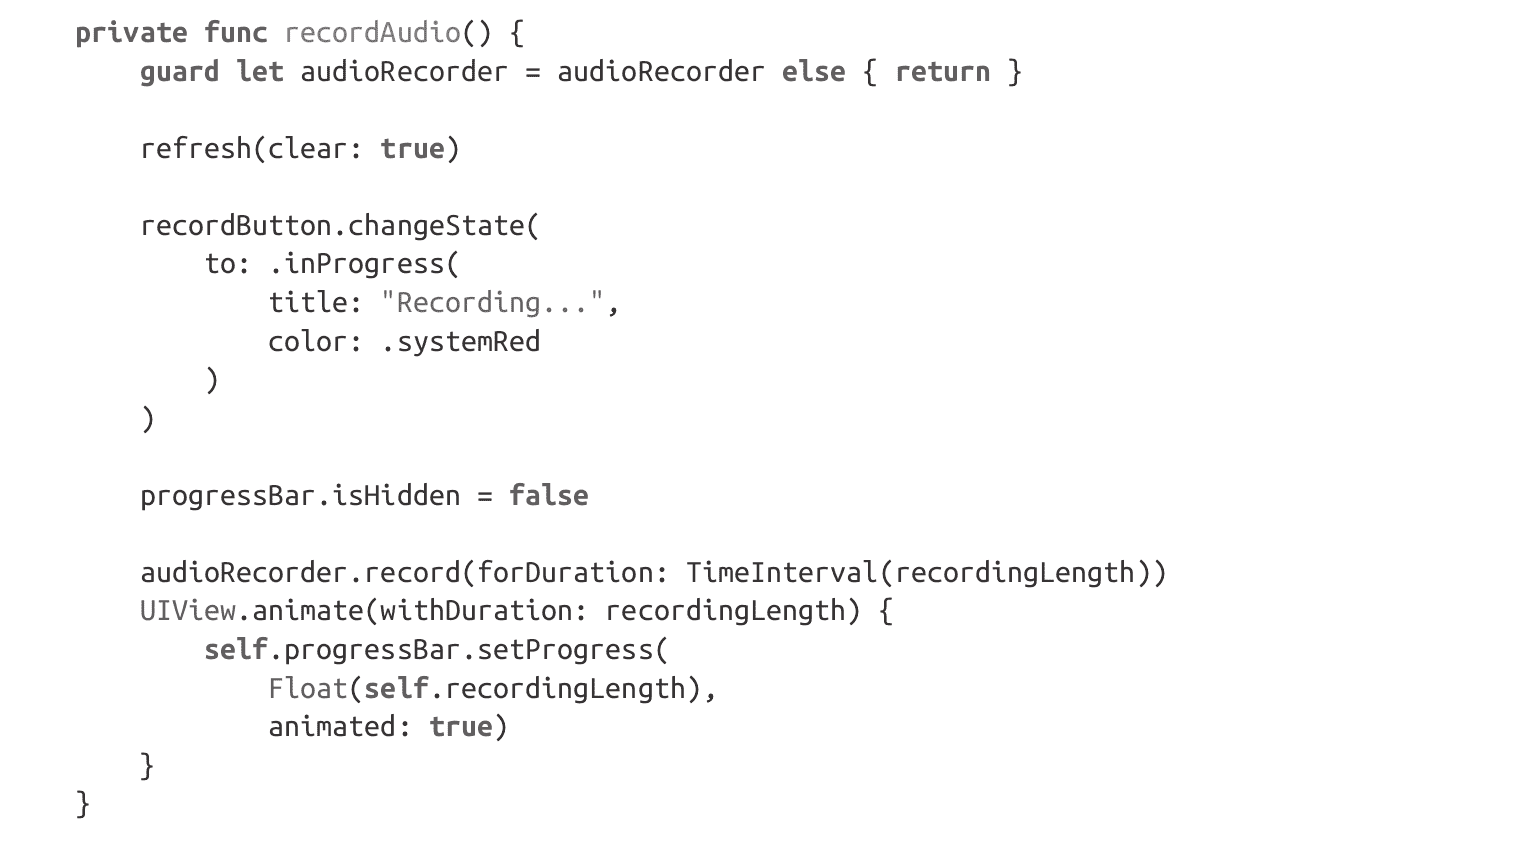 private func recordAudio() {
    guard let audioRecorder = audioRecorder else { return }

    refresh(clear: true)

    recordButton.changeState(
        to: .inProgress(
            title: "Recording...",
            color: .systemRed
        )
    )

    progressBar.isHidden = false

    audioRecorder.record(forDuration: TimeInterval(recordingLength))
    UIView.animate(withDuration: recordingLength) {
        self.progressBar.setProgress(
            Float(self.recordingLength),
            animated: true)
    }
}